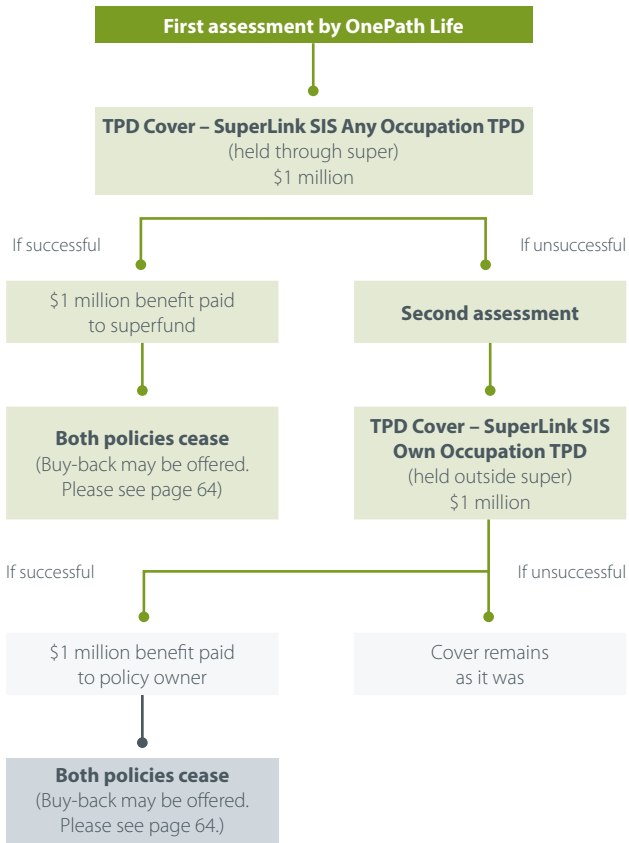 First assessment by OnePath Life
TPD Cover – SuperLink SIS Any Occupation TPD
(held through super)
$1 million
If successful
If unsuccessful
$1 million benefit paid
to superfund
Second assessment
Both policies cease
(Buy-back may be offered.
Please see page 64)
TPD Cover – SuperLink SIS
Own Occupation TPD
(held outside super)
$1 million
If successful
If unsuccessful
$1 million benefit paid
to policy owner
Cover remains
as it was
Both policies cease
(Buy-back may be offered.
Please see page 64.)